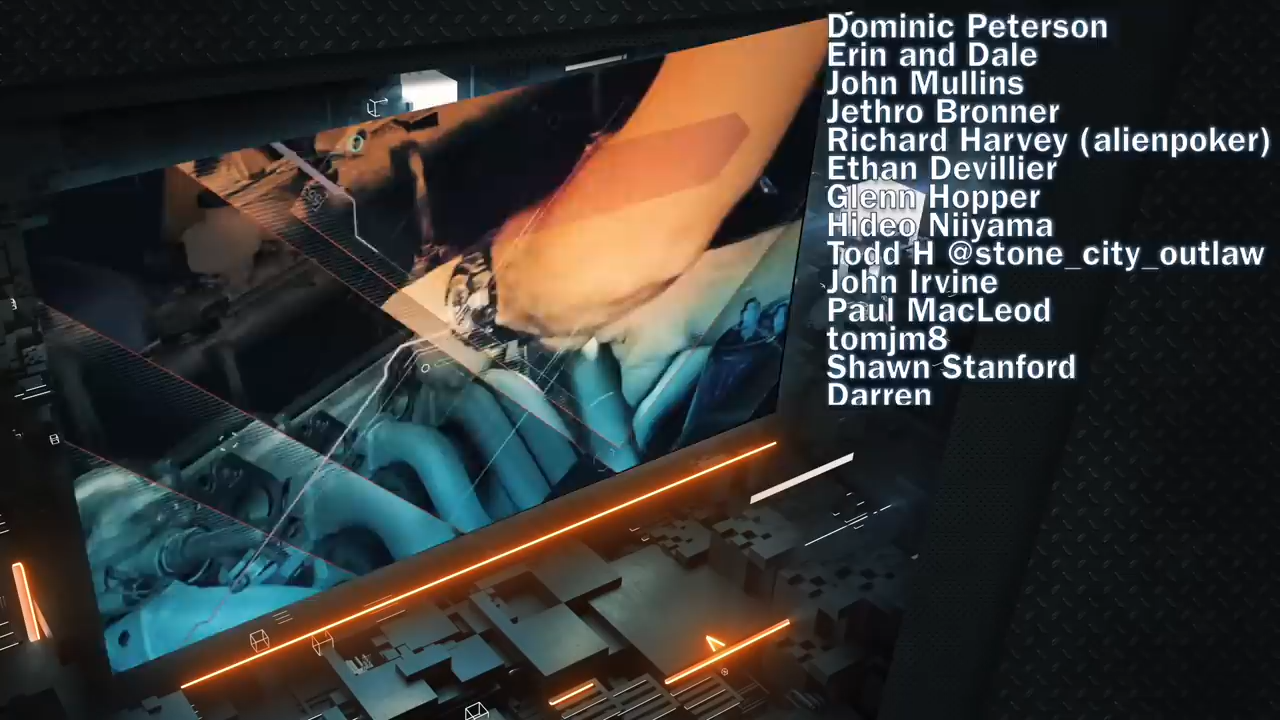 Dominic Peterson
Erin and Dale
John Mullins
Jethro Bronner
Richard Harvey (alienpoker)
Ethan Devillier
Glenn Hopper
Hideo Niiyama
Todd H @stone_city_outlaw
John Irvine
Paul MacLeod
tomjm8
Shawn Stanford
Darren